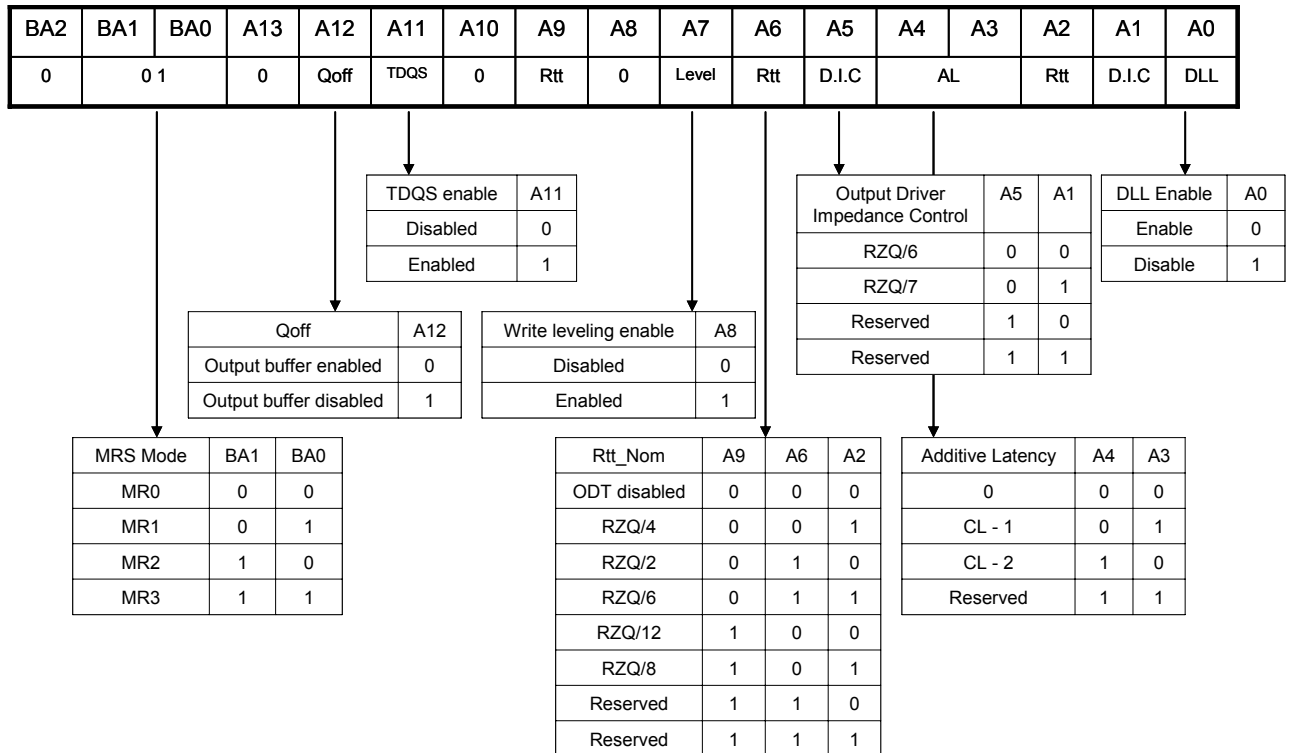 BA2 BA1 BA0 A13 A12 A11 A10 A9 A8 A7 A6 A5 A4 A3 A2 A1 A0
0 0 1 0 Qoff TDQS 0 Rtt 0 Level Rtt D.I.C AL Rtt D.I.C DLL
TDQS enable A11
Disabled 0
Enabled 1
Output Driver
Impedance Control A5 A1
RZQ/6 0 0
RZQ/7 0 1
Reserved 1 0
Reserved 1 1
DLL Enable A0
Enable 0
Disable 1
Qoff A12
Output buffer enabled 0
Output buffer disabled 1
Write leveling enable A8
Disabled 0
Enabled 1
MRS Mode BA1 BA0
MR0 0 0
MR1 0 1
MR2 1 0
MR3 1 1
Rtt_Nom A9 A6 A2
ODT disabled 0 0 0
RZQ/4 0 0 1
RZQ/2 0 1 0
RZQ/6 0 1 1
RZQ/12 1 0 0
RZQ/8 1 0 1
Reserved 1 1 0
Reserved 1 1 1
Additive Latency A4 A3
0 0 0
CL - 1 0 1
CL - 2 1 0
Reserved 1 1